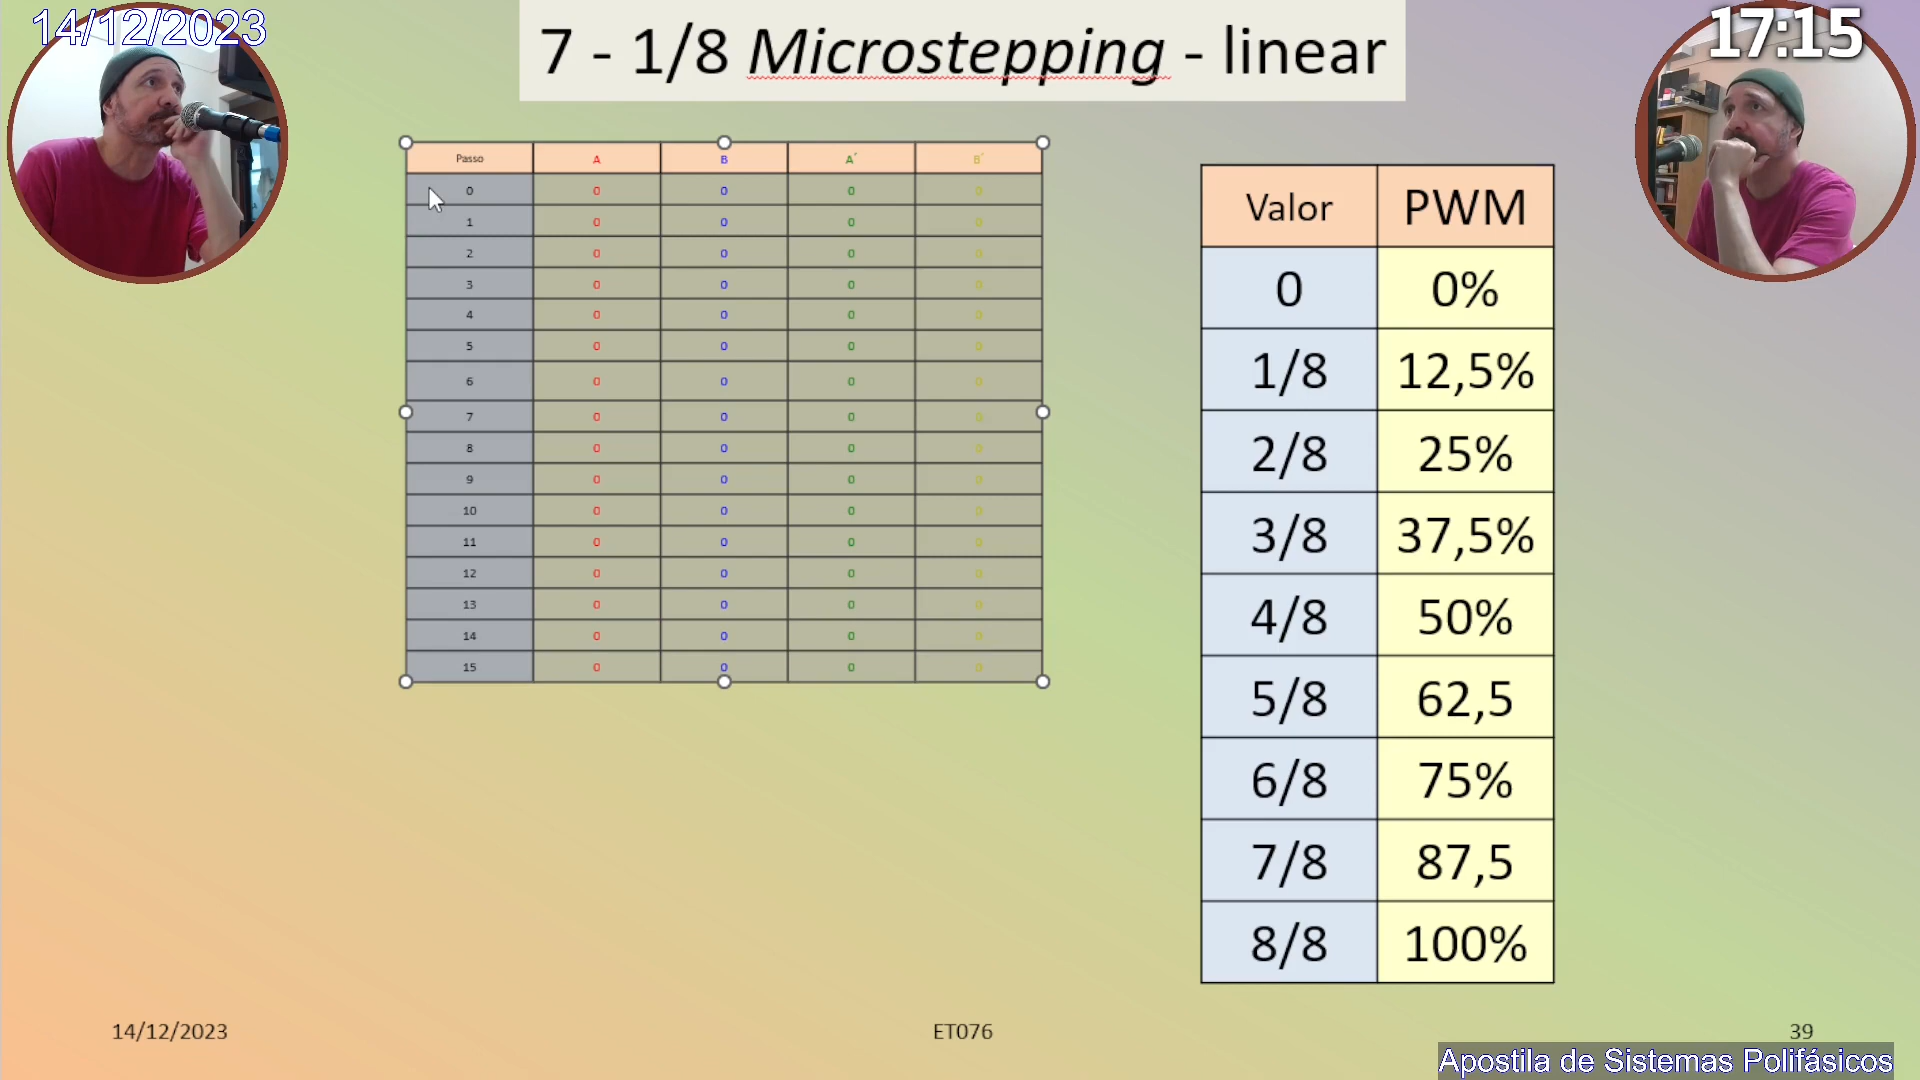 14/12/2023
17:15
7 - 1/8 Microstepping - linear
Passo A B A´ B´
0 0 0 0 0
1 0 0 0 0
2 0 0 0 0
3 0 0 0 0
4 0 0 0 0
5 0 0 0 0
6 0 0 0 0
7 0 0 0 0
8 0 0 0 0
9 0 0 0 0
10 0 0 0 0
11 0 0 0 0
12 0 0 0 0
13 0 0 0 0
14 0 0 0 0
15 0 0 0 0
Valor PWM
0 0%
1/8 12,5%
2/8 25%
3/8 37,5%
4/8 50%
5/8 62,5
6/8 75%
7/8 87,5
8/8 100%
14/12/2023 ET076 39
Apostila de Sistemas Polifásicos